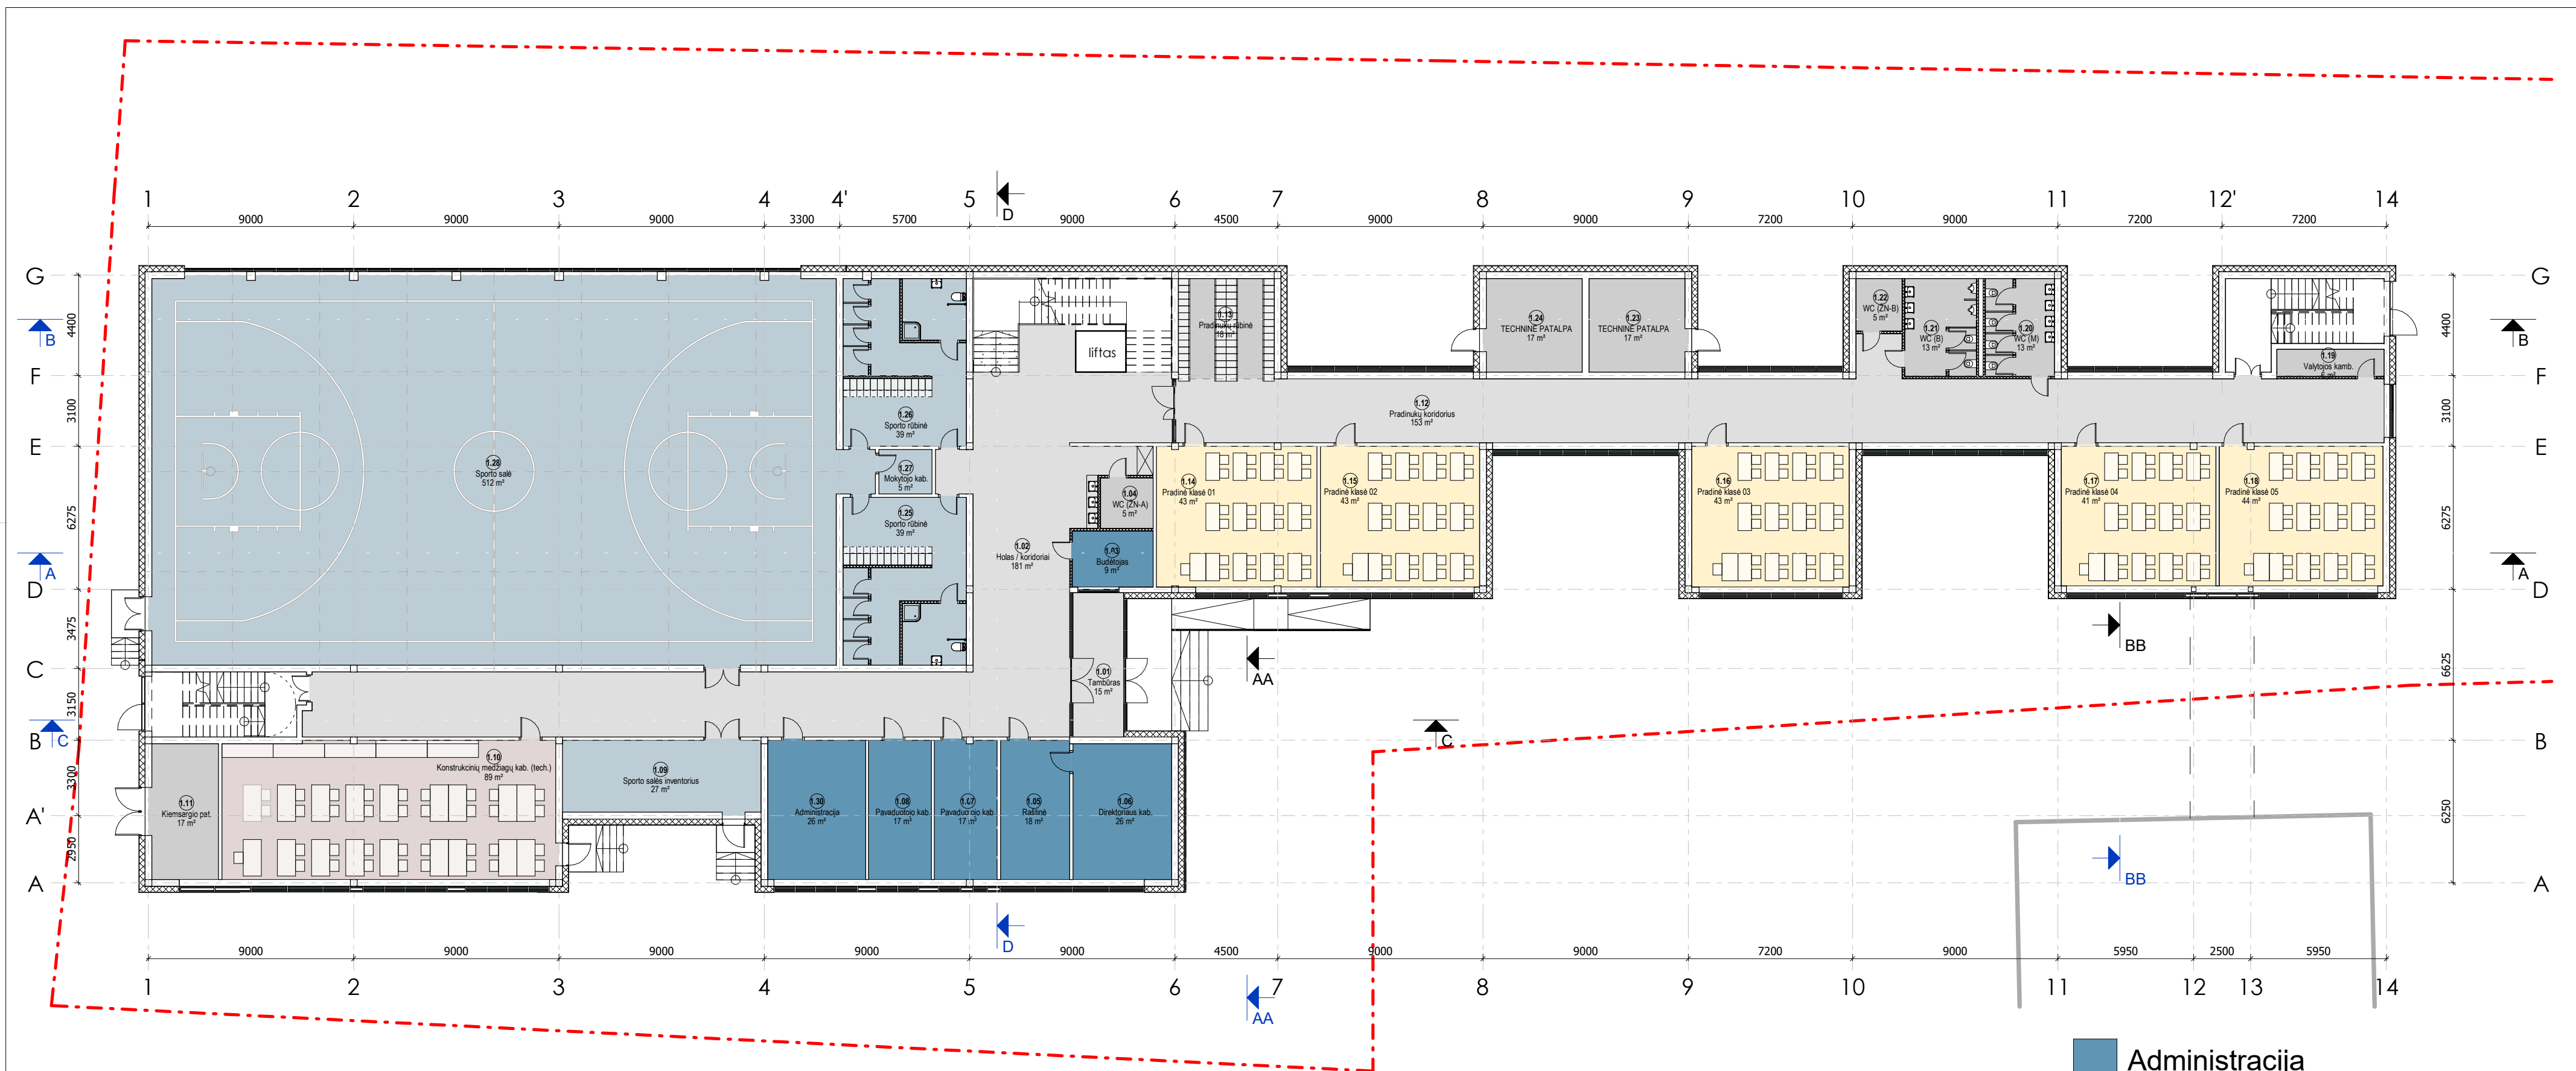 D
1 2 3 4 4' 5 6 7 8 9 10 11 12' 14
9000 9000 9000 3300 5700 9000 4500 9000 9000 7200 9000 7200 7200
G G
4400 4400
B B
F F
3100 3100
E E
6275 6275
A A
D D
3475
C
3150
B B
C
3300
A'
2950
A A
6625
6250
liftas
1.13
Pradinukų rūbinė
18 m²
1.24
TECHNINĖ PATALPA
17 m²
1.23
TECHNINĖ PATALPA
17 m²
1.22
WC (ŽN-B)
5 m²
1.21
WC (B)
13 m²
1.20
WC (M)
13 m²
1.19
Valytojos kamb.
1.12
Pradinukų koridorius
153 m²
1.26
Sporto rūbinė
39 m²
1.28
Sporto salė
512 m²
1.27
Mokytojo kab.
5 m²
1.25
Sporto rūbinė
39 m²
1.04
WC (ŽN-A)
5 m²
1.02
Holas / koridoriai
181 m²
1.03
Budėtojas
9 m²
1.14
Pradinė klasė 01
43 m²
1.15
Pradinė klasė 02
43 m²
1.16
Pradinė klasė 03
43 m²
1.17
Pradinė klasė 04
41 m²
1.18
Pradinė klasė 05
44 m²
1.01
Tambūras
15 m²
AA
BB
C
1.11
Kiemsargio pat.
17 m²
1.10
Konstrukcinių medžiagų kab. (tech.)
89 m²
1.09
Sporto salės inventorius
27 m²
1.30
Administracija
26 m²
1.08
Pavaduotojo kab.
17 m²
1.07
Pavaduotojo kab.
17 m²
1.05
Raštinė
18 m²
1.06
Direktoriaus kab.
26 m²
BB
D
9000 9000 9000 9000 9000 4500 9000 9000 7200 9000 5950 2500 5950
1 2 3 4 5 6 7 8 9 10 11 12 13 14
AA
Administracija